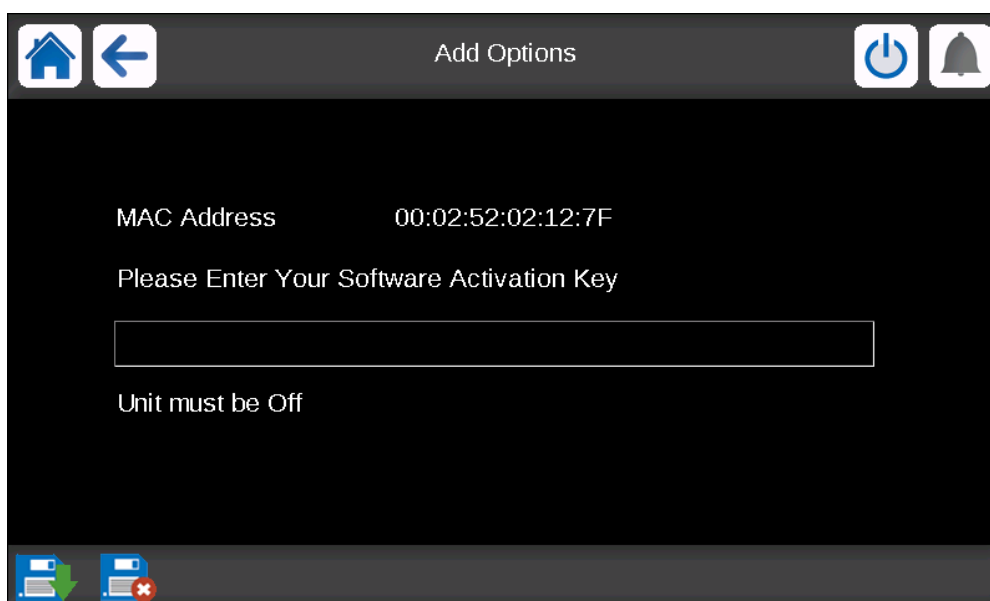 Add Options
MAC Address 00:02:52:02:12:7F
Please Enter Your Software Activation Key
Unit must be Off